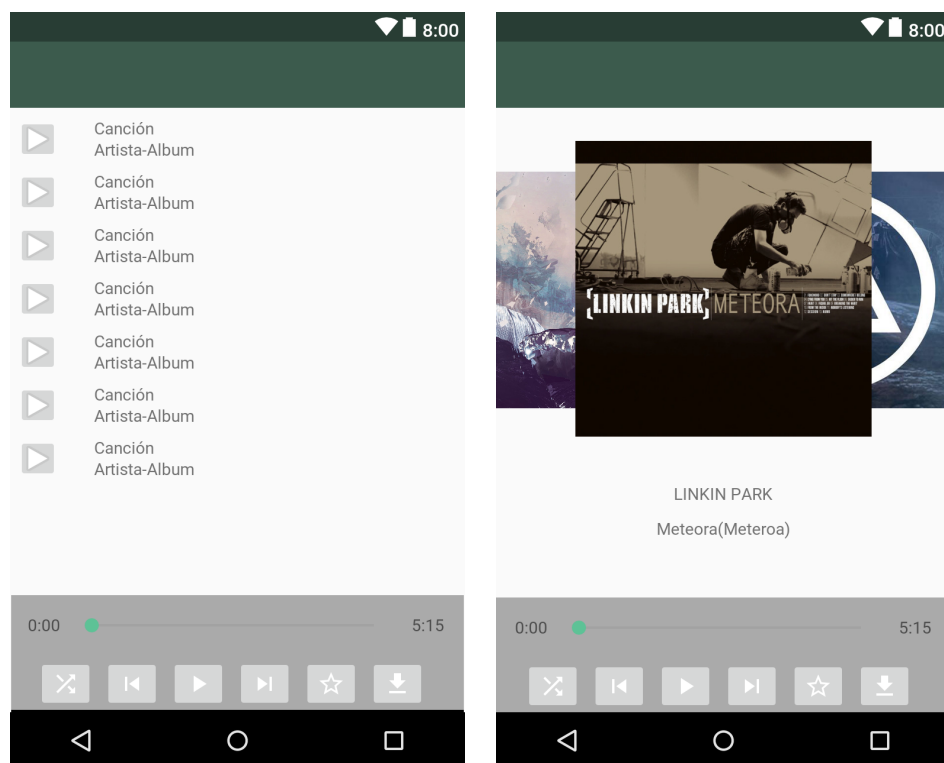 8:00
Canción
Artista-Album
Canción
Artista-Album
Canción
Artista-Album
Canción
Artista-Album
Canción
Artista-Album
Canción
Artista-Album
Canción
Artista-Album
0:00
5:15
8:00
[LINKIN PARK] METEORA
LINKIN PARK
Meteora(Meteroa)
0:00
5:15